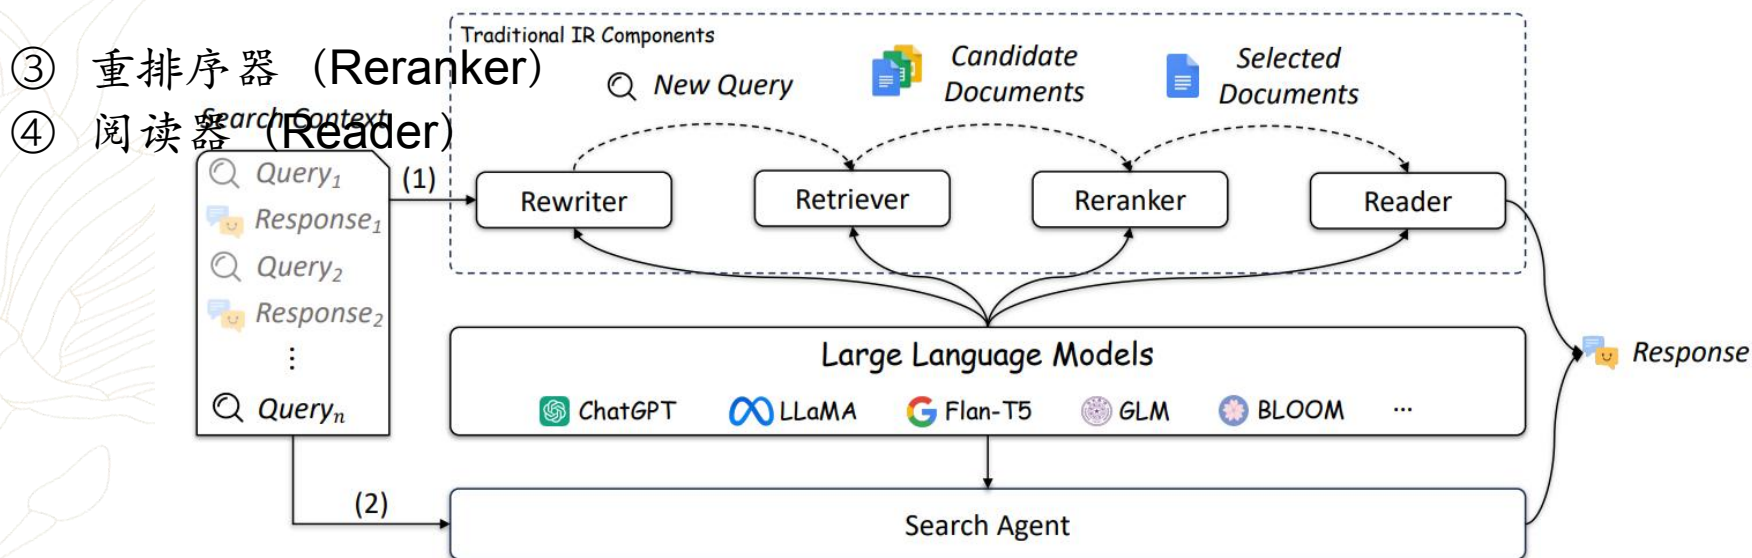 ③ 重排序器 (Reranker)
④ 阅读器 (Reader)
Traditional IR Components
New Query
Candidate
Documents
Selected
Documents
Search Context
Query₁
Response₁
Query₂
Response₂
⋮
Queryₙ
(1)
Rewriter
Retriever
Reranker
Reader
Large Language Models
ChatGPT
LLaMA
Flan-T5
GLM
BLOOM
...
Response
(2)
Search Agent